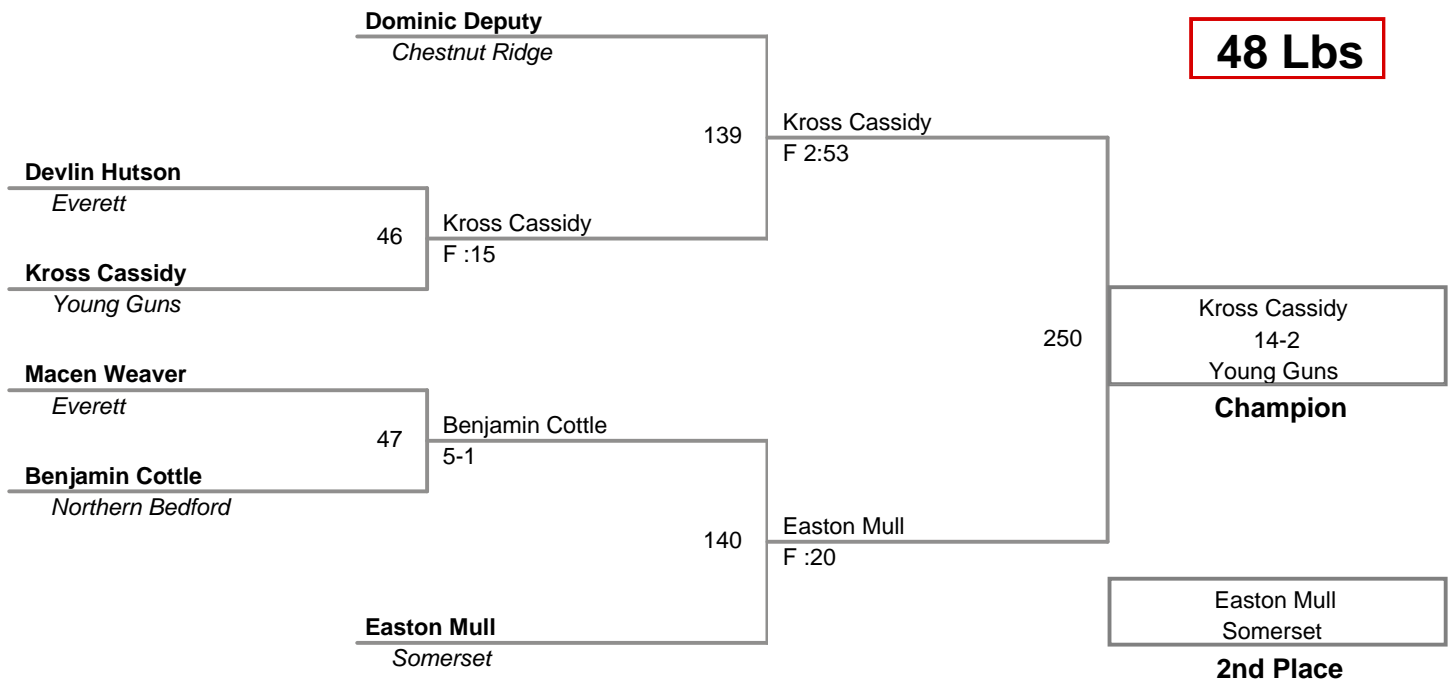 Dominic Deputy
Chestnut Ridge
48 Lbs
139
Kross Cassidy
F 2:53
Devlin Hutson
Everett
46
Kross Cassidy
F :15
Kross Cassidy
Young Guns
250
Kross Cassidy
14-2
Young Guns
Champion
Macen Weaver
Everett
47
Benjamin Cottle
5-1
Benjamin Cottle
Northern Bedford
140
Easton Mull
F :20
Easton Mull
Somerset
Easton Mull
Somerset
2nd Place